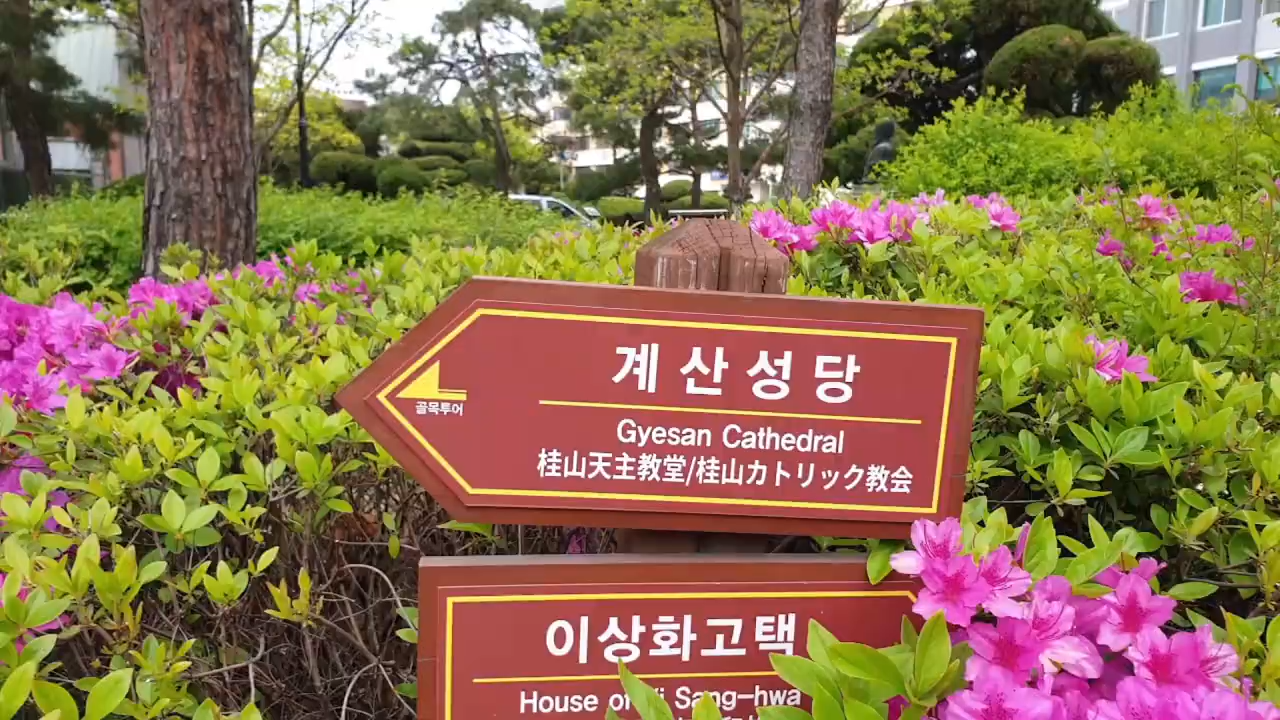 계산성당
골목투어
Gyesan Cathedral
桂山天主教堂/桂山カトリック教会
이상화고택
House of Sang-hwa